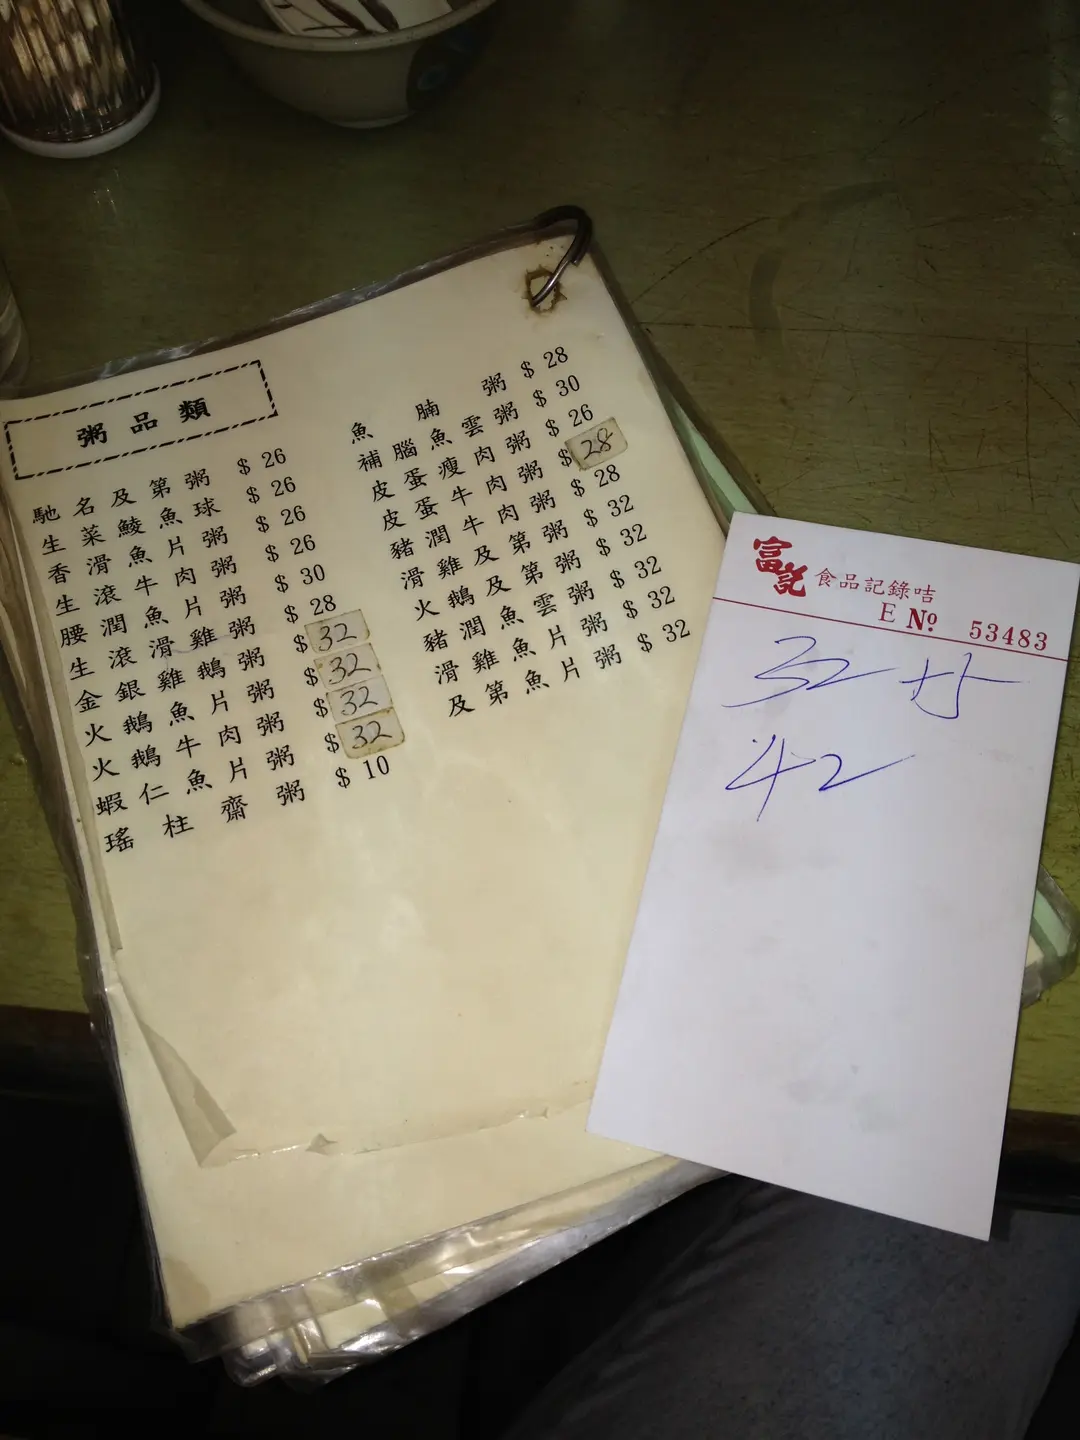 粥品類
馳名及第粥 $ 26
生菜鯪魚球 $ 26
香滑魚片粥 $ 26
生滾牛肉粥 $ 26
腰潤魚片粥 $ 30
生滾滑雞粥 $ 28
金銀雞鵝粥 $ 32
火鵝魚片粥 $ 32
火鵝牛肉粥 $ 32
蝦仁魚片粥 $ 32
瑤柱齋粥 $ 10
魚腩粥 $ 28
補腦魚雲粥 $ 30
皮蛋瘦肉粥 $ 26
皮蛋牛肉粥 $ 28
豬潤牛肉粥 $ 28
滑雞及第粥 $ 32
火鵝及第粥 $ 32
豬潤魚雲粥 $ 32
滑雞魚片粥 $ 32
及第魚片粥 $ 32
富記 食品記錄咭
E No 53483
32
42